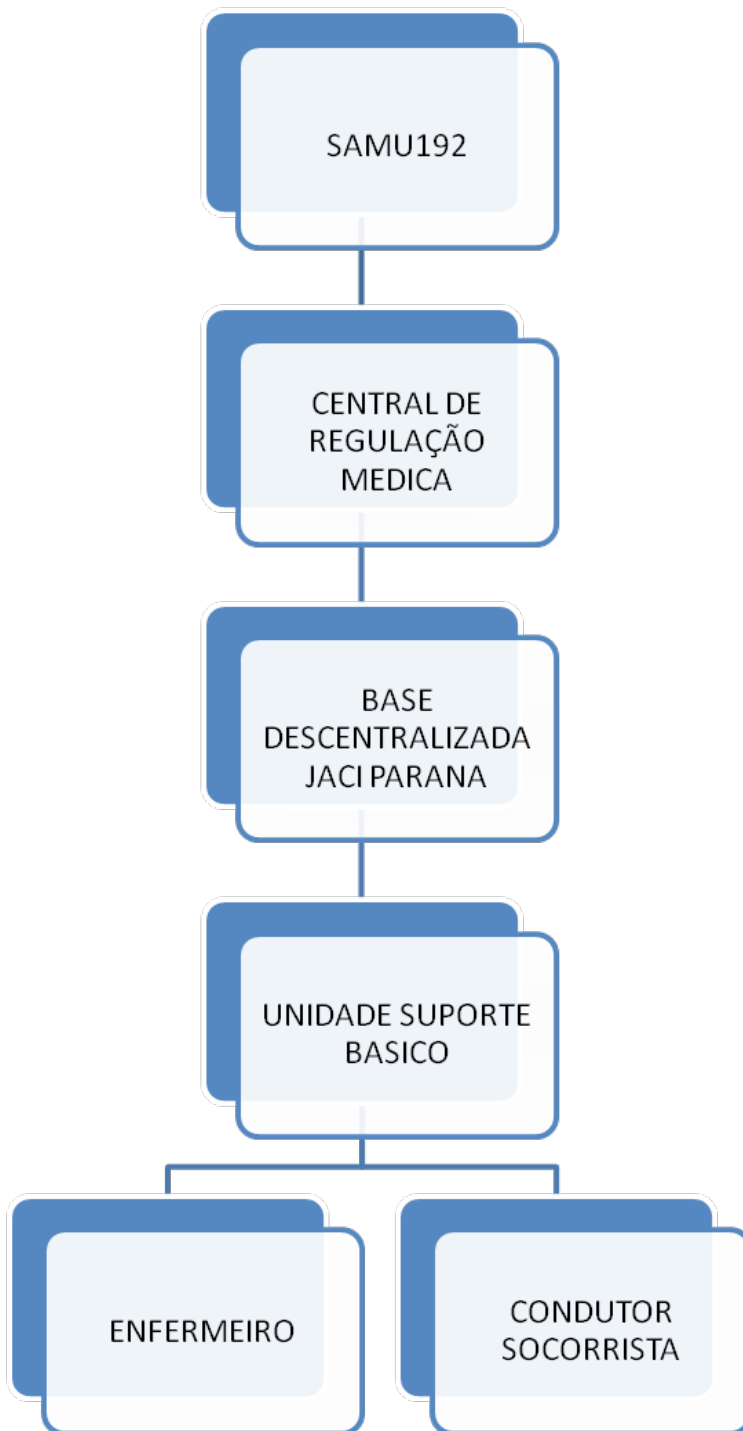 SAMU192
CENTRAL DE
REGULAÇÃO
MEDICA
BASE
DESCENTRALIZADA
JACI PARANA
UNIDADE SUPORTE
BASICO
ENFERMEIRO
CONDUTOR
SOCORRISTA